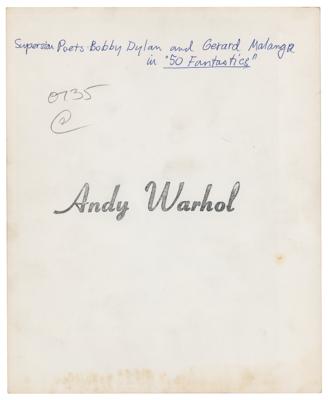 Superstar Poets-Bobby Dylan and Gerard Malanga
in "50 Fantastics"
0735
Andy Warhol